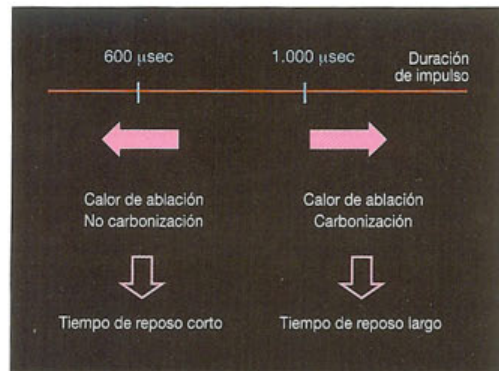 600 µsec
1.000 µsec
Duración
de impulso
Calor de ablación
No carbonización
Calor de ablación
Carbonización
Tiempo de reposo corto
Tiempo de reposo largo